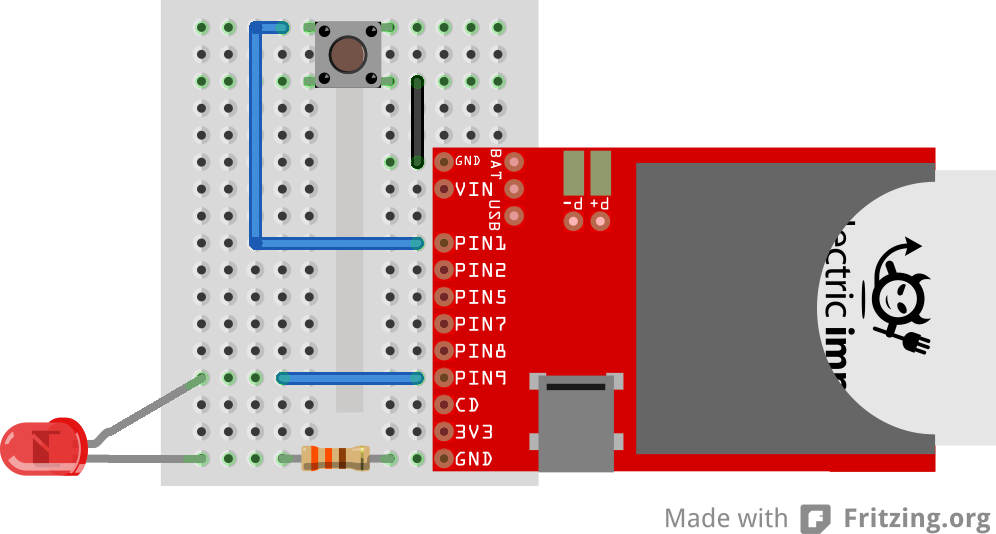 GND
BAT
VIN
USB
P-
P+
PIN1
PIN2
PIN5
PIN7
PIN8
PIN9
CD
3V3
GND
lectric imp
Made with
F
Fritzing.org